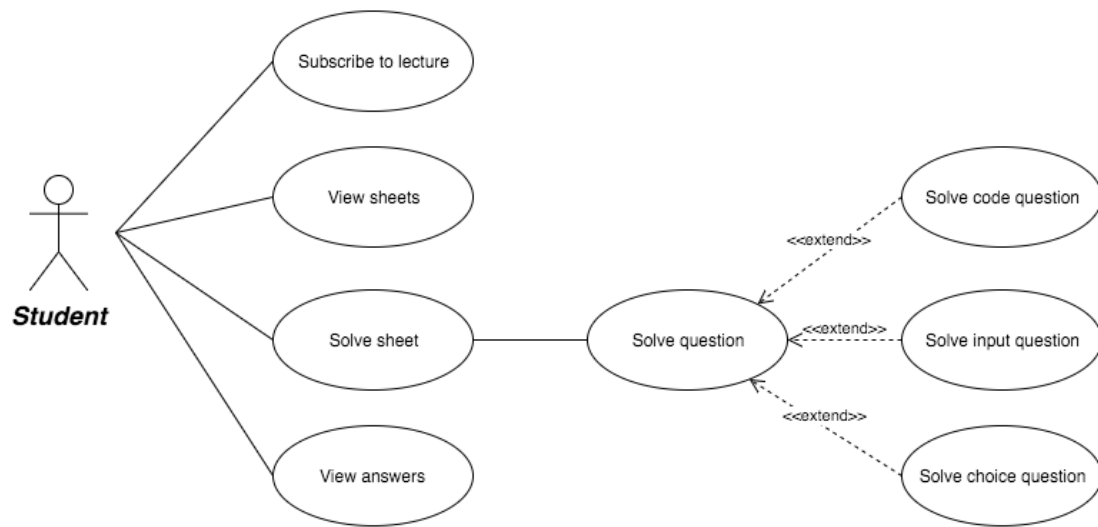 Subscribe to lecture
View sheets
Solve code question
<<extend>>
Student
Solve sheet
Solve question
<<extend>>
Solve input question
<<extend>>
View answers
Solve choice question